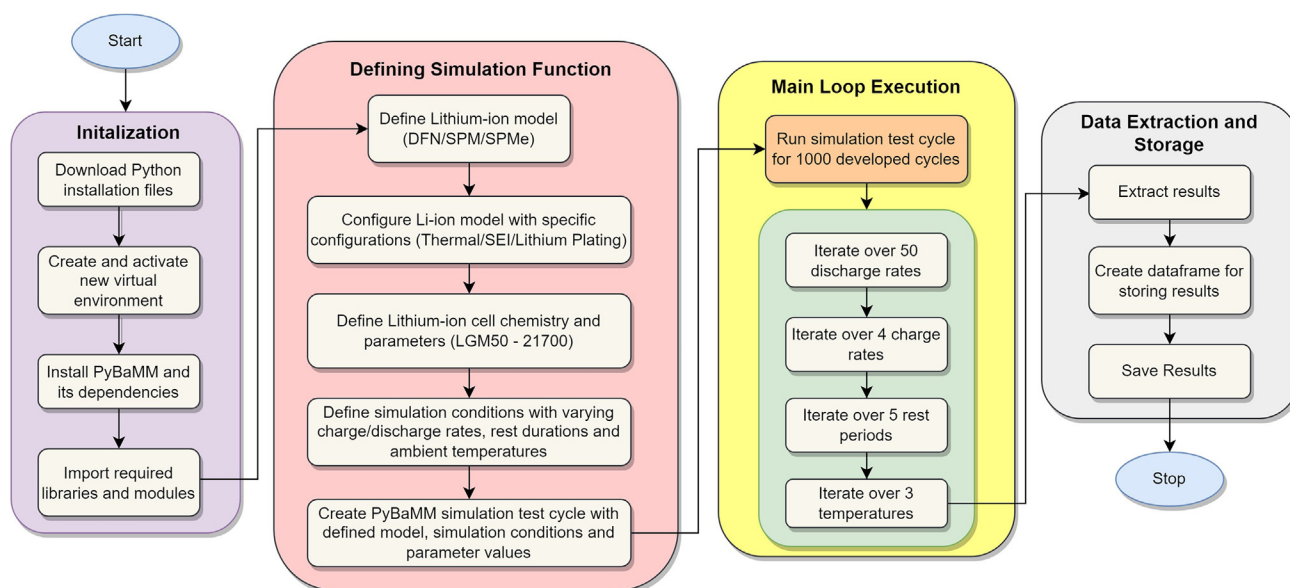 Start
Initalization
Download Python
installation files
Create and activate
new virtual
environment
Install PyBaMM and
its dependencies
Import required
libraries and modules
Defining Simulation Function
Define Lithium-ion model
(DFN/SPM/SPMe)
Configure Li-ion model with specific
configurations (Thermal/SEI/Lithium Plating)
Define Lithium-ion cell chemistry and
parameters (LGM50 - 21700)
Define simulation conditions with varying
charge/discharge rates, rest durations and
ambient temperatures
Create PyBaMM simulation test cycle with
defined model, simulation conditions and
parameter values
Main Loop Execution
Run simulation test cycle
for 1000 developed cycles
Iterate over 50
discharge rates
Iterate over 4 charge
rates
Iterate over 5 rest
periods
Iterate over 3
temperatures
Data Extraction and
Storage
Extract results
Create dataframe for
storing results
Save Results
Stop